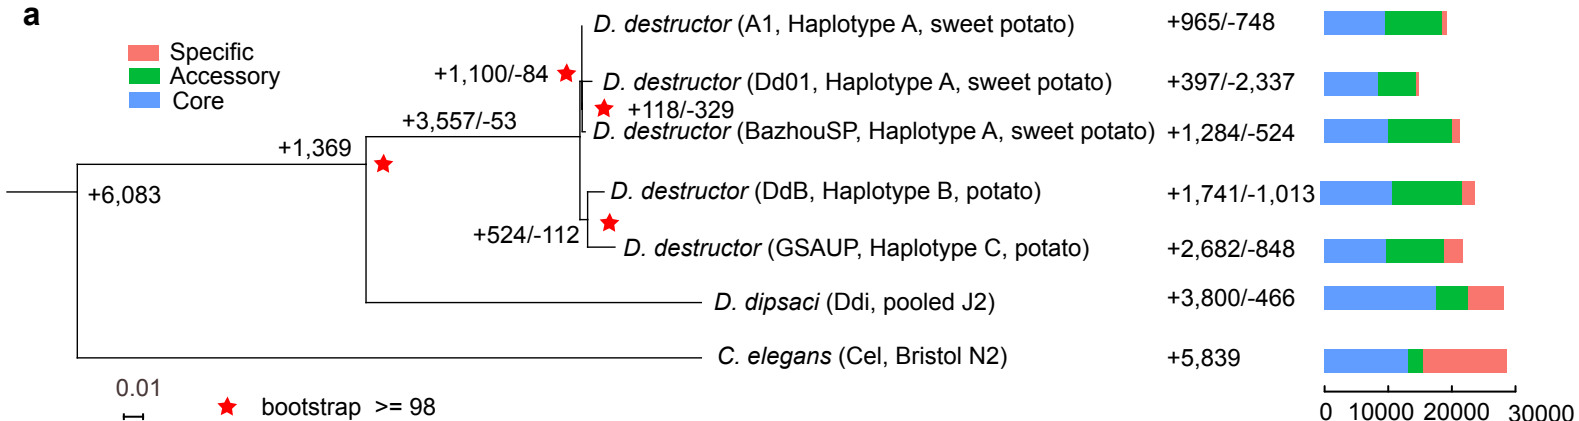 a
Specific
Accessory
Core
D. destructor (A1, Haplotype A, sweet potato) +965/-748
+1,100/-84
D. destructor (Dd01, Haplotype A, sweet potato) +397/-2,337
+118/-329
+3,557/-53
D. destructor (BazhouSP, Haplotype A, sweet potato) +1,284/-524
+1,369
+6,083
D. destructor (DdB, Haplotype B, potato) +1,741/-1,013
+524/-112
D. destructor (GSAUP, Haplotype C, potato) +2,682/-848
D. dipsaci (Ddi, pooled J2) +3,800/-466
C. elegans (Cel, Bristol N2) +5,839
0.01
bootstrap >= 98
0 10000 20000 30000